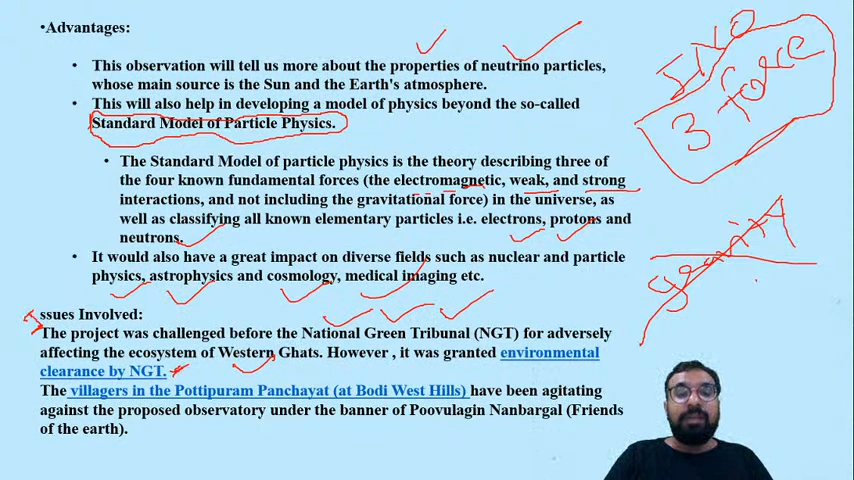 •Advantages:
• This observation will tell us more about the properties of neutrino particles,
whose main source is the Sun and the Earth's atmosphere.
• This will also help in developing a model of physics beyond the so-called
Standard Model of Particle Physics.
• The Standard Model of particle physics is the theory describing three of
the four known fundamental forces (the electromagnetic, weak, and strong
interactions, and not including the gravitational force) in the universe, as
well as classifying all known elementary particles i.e. electrons, protons and
neutrons.
• It would also have a great impact on diverse fields such as nuclear and particle
physics, astrophysics and cosmology, medical imaging etc.
Issues Involved:
The project was challenged before the National Green Tribunal (NGT) for adversely
affecting the ecosystem of Western Ghats. However , it was granted environmental
clearance by NGT.
The villagers in the Pottipuram Panchayat (at Bodi West Hills) have been agitating
against the proposed observatory under the banner of Poovulagin Nanbargal (Friends
of the earth).
INO
3 force
gravity